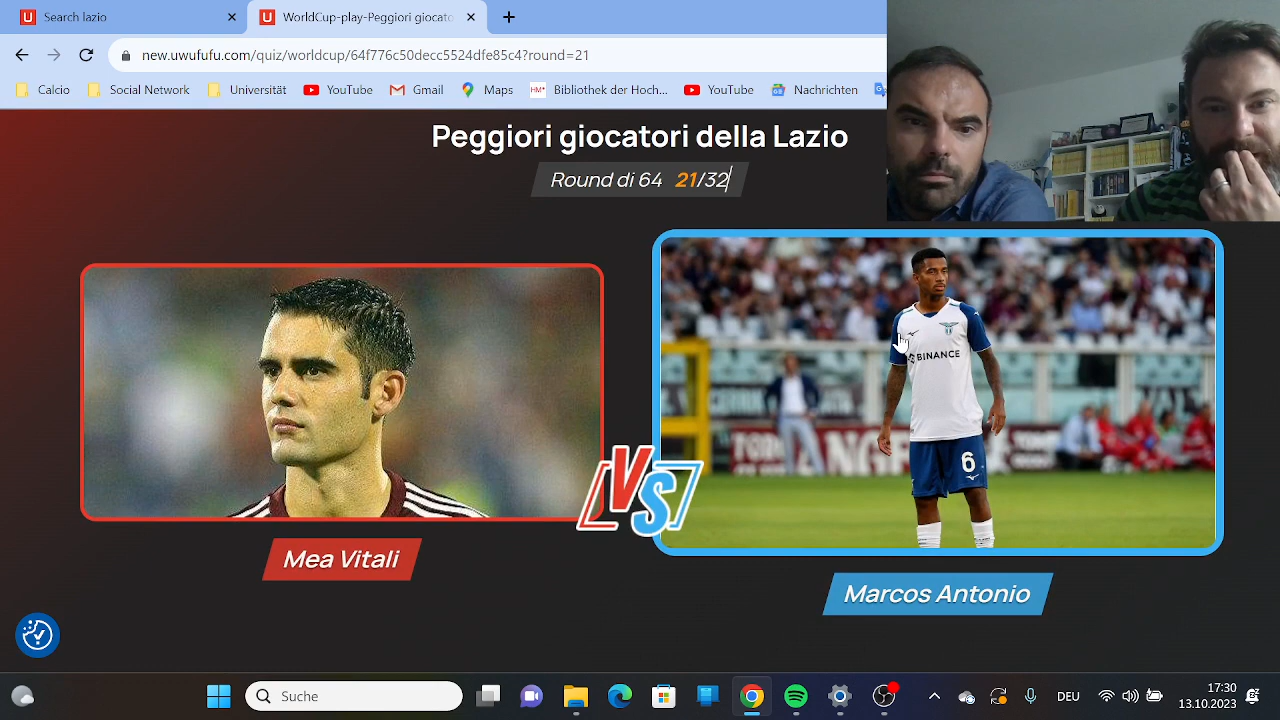 Search lazio
WorldCup-play-Peggiori giocato
new.uwufufu.com/quiz/worldcup/64f776c50decc5524dfe85c4?round=21
Calcio
Social Network
Universität
YouTube
Gmail
Maps
HM+
Bibliothek der Hoch...
YouTube
Nachrichten
Peggiori giocatori della Lazio
Round di 64 21/32
BINANCE
6
VS
Mea Vitali
Marcos Antonio
Suche
DEU
17:30
13.10.2023